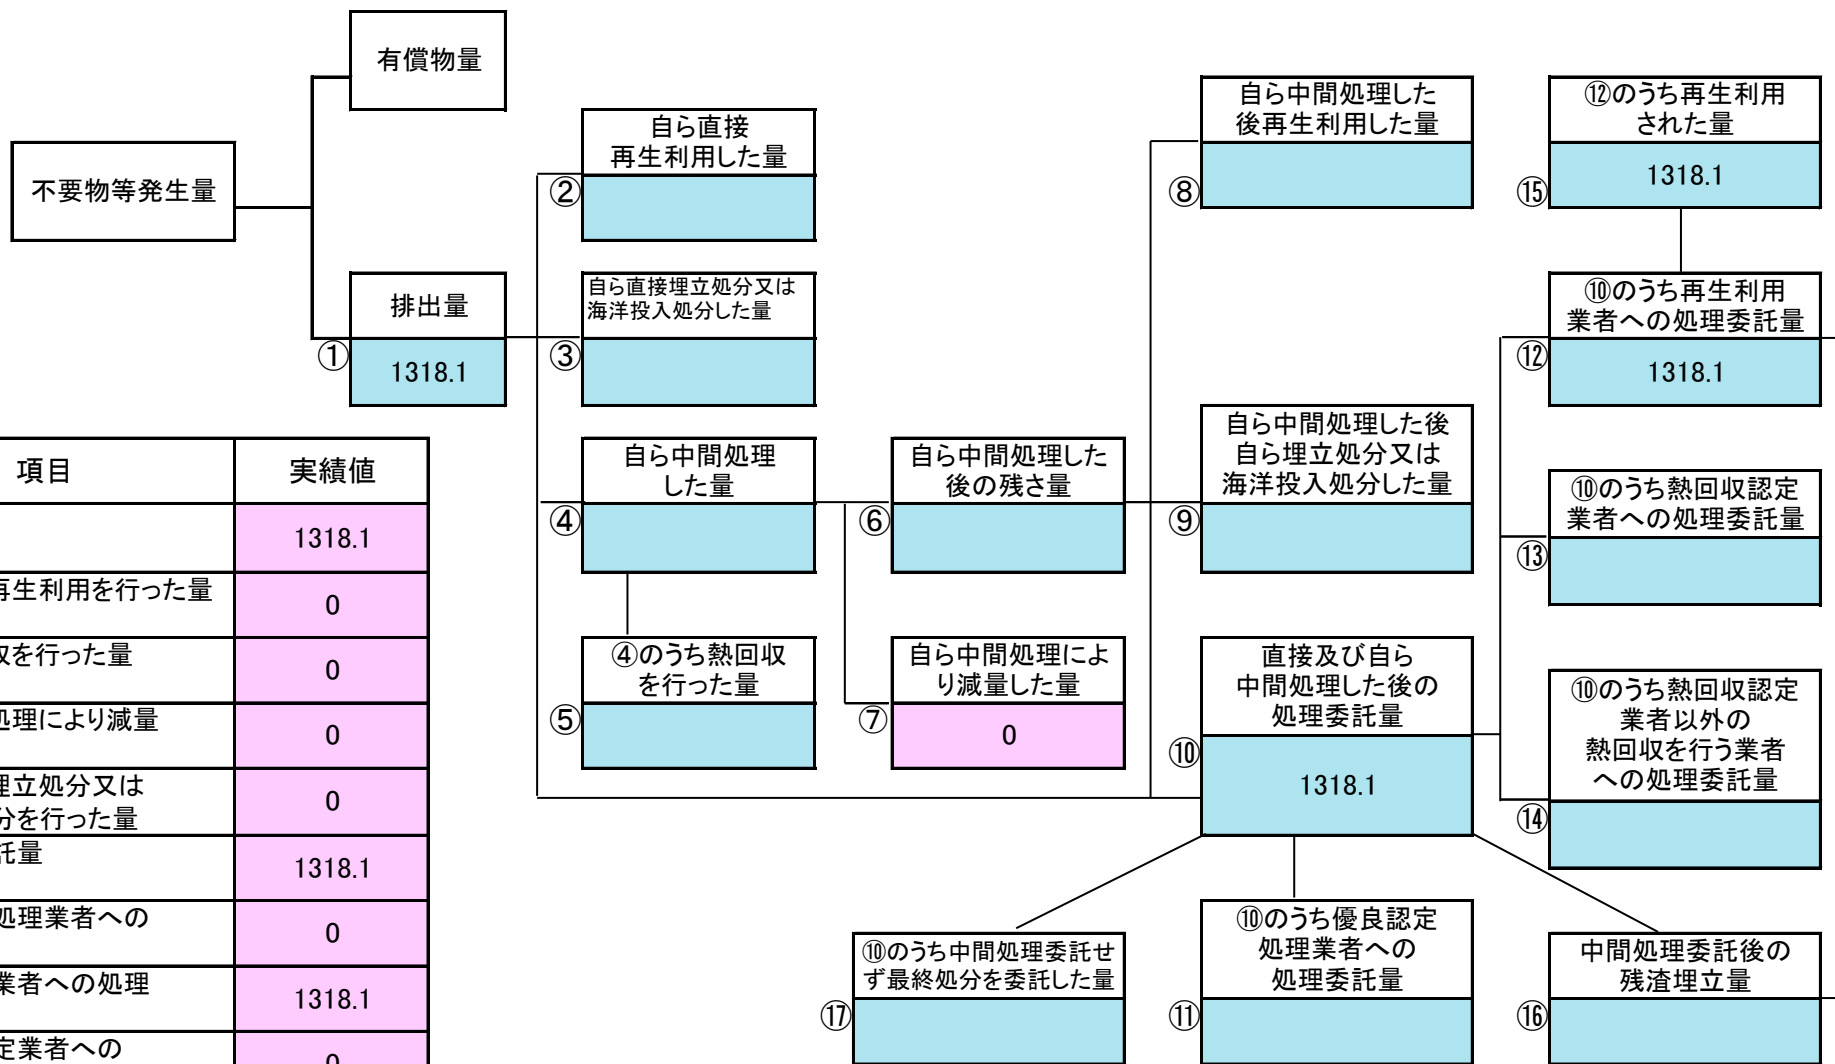 有償物量
不要物等発生量
排出量
①
1318.1
自ら直接
再生利用した量
②
自ら直接埋立処分又は
海洋投入処分した量
③
自ら中間処理
した量
④
④のうち熱回収
を行った量
⑤
自ら中間処理した
後の残さ量
⑥
自ら中間処理によ
り減量した量
⑦
0
自ら中間処理した
後再生利用した量
⑧
自ら中間処理した後
自ら埋立処分又は
海洋投入処分した量
⑨
直接及び自ら
中間処理した後の
処理委託量
⑩
1318.1
⑩のうち優良認定
処理業者への
処理委託量
⑪
⑩のうち中間処理委託せ
ず最終処分を委託した量
⑰
⑫のうち再生利用
された量
⑮
1318.1
⑩のうち再生利用
業者への処理委託量
⑫
1318.1
⑩のうち熱回収認定
業者への処理委託量
⑬
⑩のうち熱回収認定
業者以外の
熱回収を行う業者
への処理委託量
⑭
中間処理委託後の
残渣埋立量
⑯
項目 実績値
1318.1
再生利用を行った量
0
収を行った量
0
処理により減量
0
埋立処分又は
分を行った量
0
託量
1318.1
処理業者への
0
業者への処理
1318.1
定業者への
0